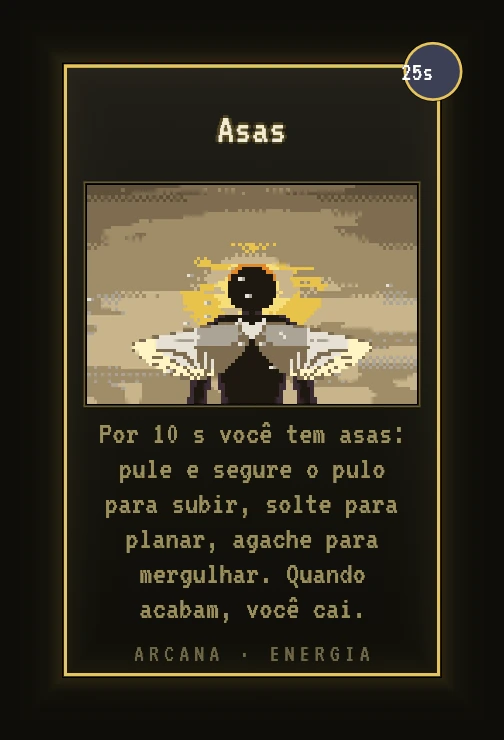 25s
Asas
Por 10 s você tem asas:
pule e segure o pulo
para subir, solte para
planar, agache para
mergulhar. Quando
acabam, você cai.
ARCANA · ENERGIA